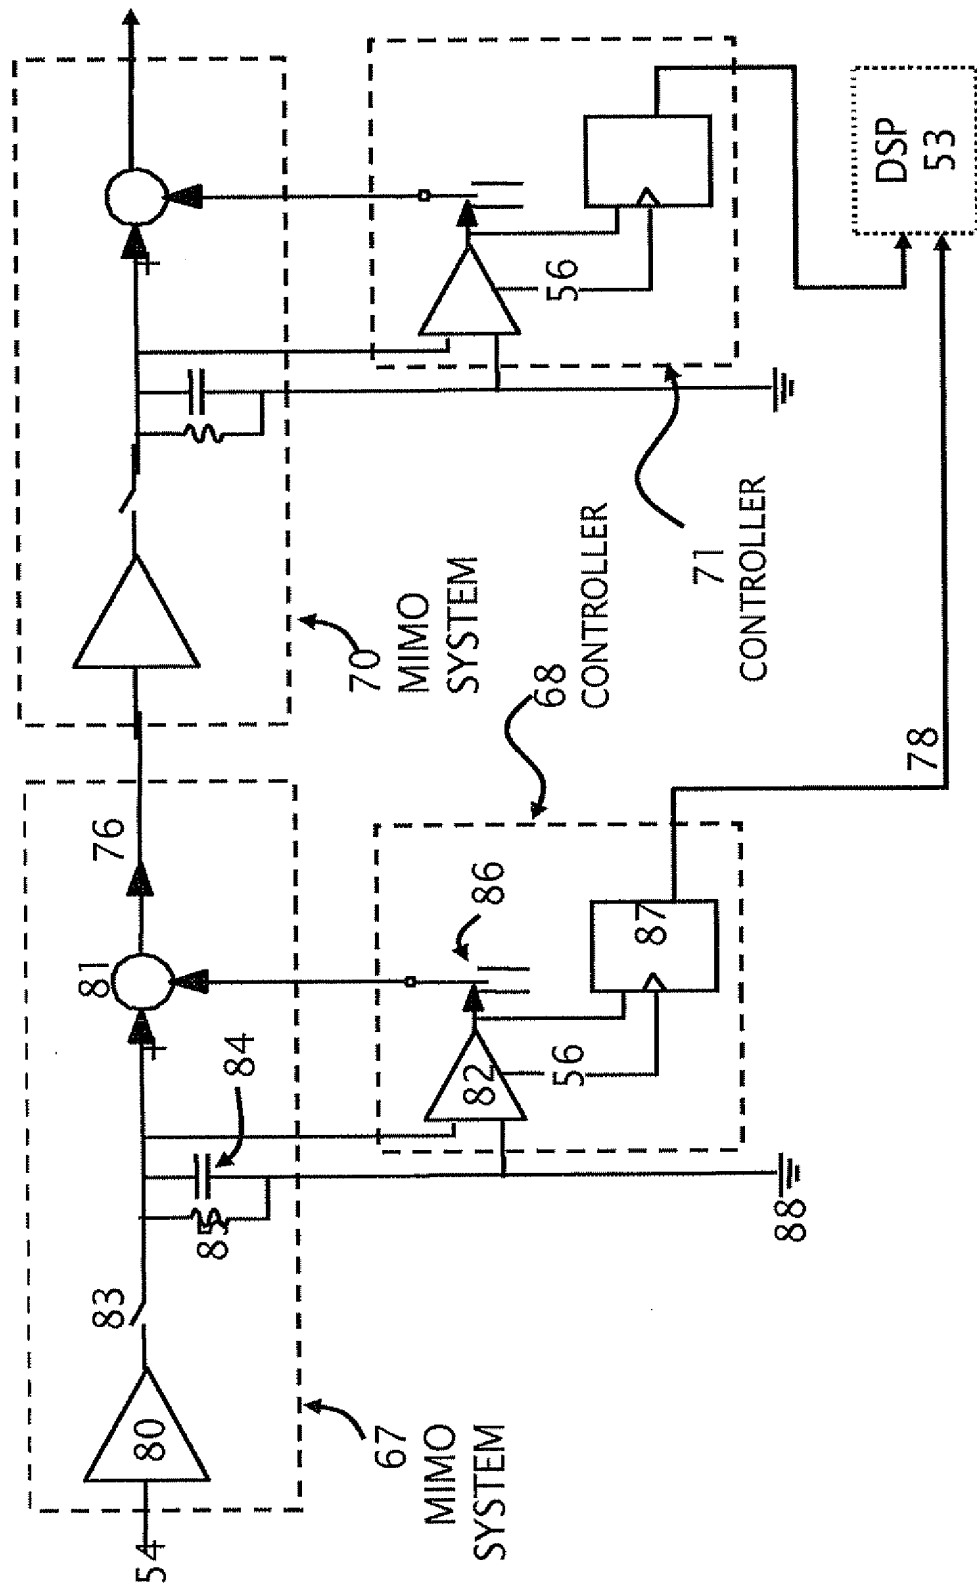 54
80
83
81
76
85
84
67
MIMO
SYSTEM
70
MIMO
SYSTEM
82
56
86
87
68
CONTROLLER
56
71
CONTROLLER
88
78
DSP
53